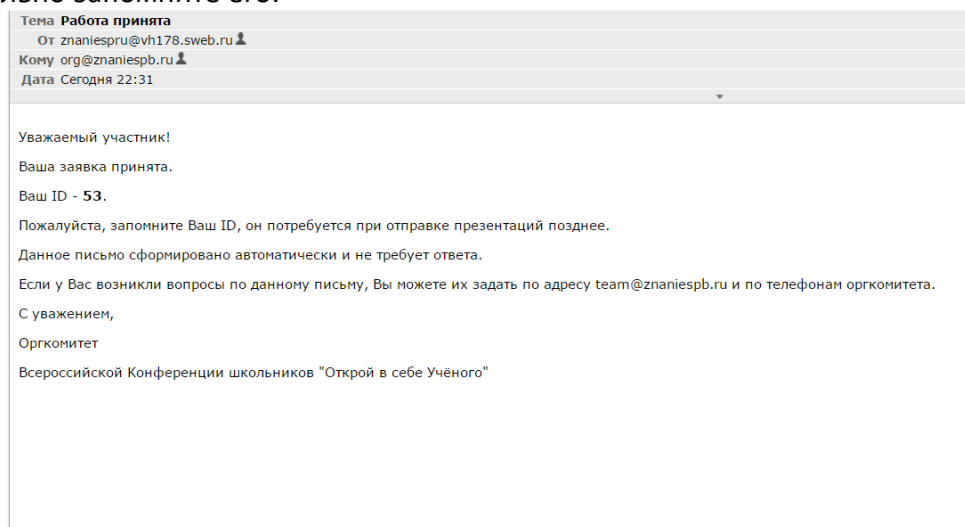 льно запомните его.
Тема Работа принята
От znaniespru@vh178.sweb.ru
Кому org@znaniespb.ru
Дата Сегодня 22:31
Уважаемый участник!
Ваша заявка принята.
Ваш ID - 53.
Пожалуйста, запомните Ваш ID, он потребуется при отправке презентаций позднее.
Данное письмо сформировано автоматически и не требует ответа.
Если у Вас возникли вопросы по данному письму, Вы можете их задать по адресу team@znaniespb.ru и по телефонам оргкомитета.
С уважением,
Оргкомитет
Всероссийской Конференции школьников "Открой в себе Учёного"